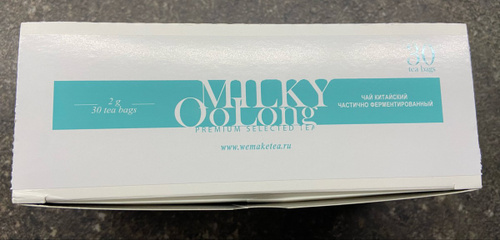 30
tea bags
2 g
30 tea bags
MILKY
OoLong
PREMIUM SELECTED TEA
ЧАЙ КИТАЙСКИЙ
ЧАСТИЧНО ФЕРМЕНТИРОВАННЫЙ
www.wemaketea.ru